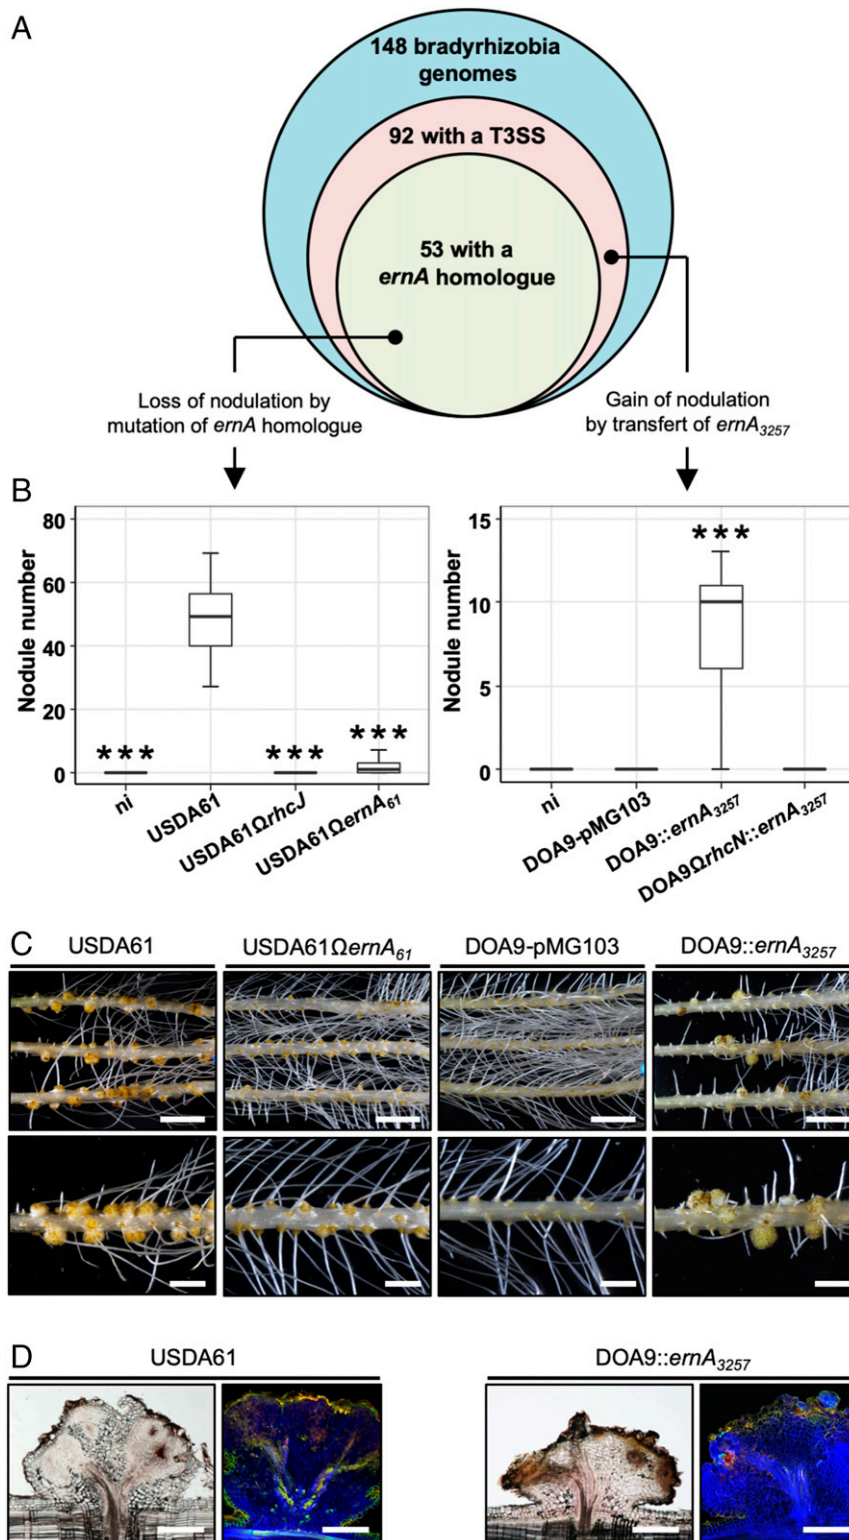 A
148 bradyrhizobia
genomes
92 with a T3SS
53 with a
ernA homologue
Loss of nodulation by
mutation of ernA homologue
Gain of nodulation
by transfert of ernA3257
B
Nodule number
80
60
40
20
0
***
***
***
ni
USDA61
USDA61ΩrhcJ
USDA61ΩernA61
Nodule number
15
10
5
0
***
ni
DOA9-pMG103
DOA9::ernA3257
DOA9ΩrhcN::ernA3257
C
USDA61
USDA61ΩernA61
DOA9-pMG103
DOA9::ernA3257
D
USDA61
DOA9::ernA3257